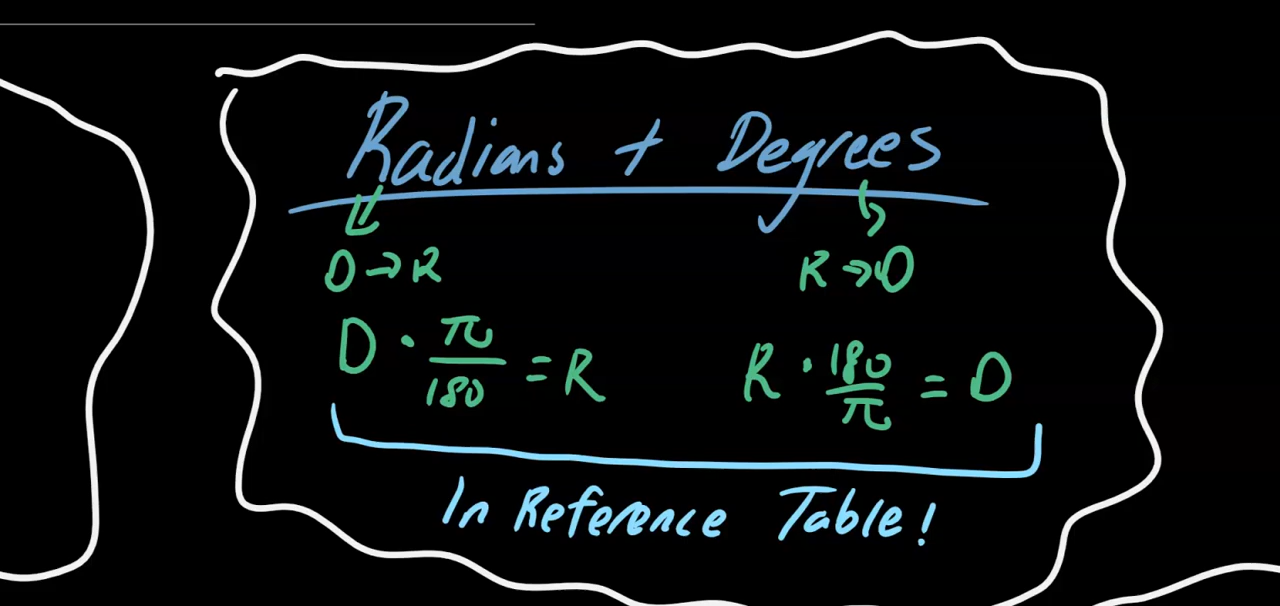 Radians + Degrees
D → R R → D
D · π/180 = R R · 180/π = D
In Reference Table!